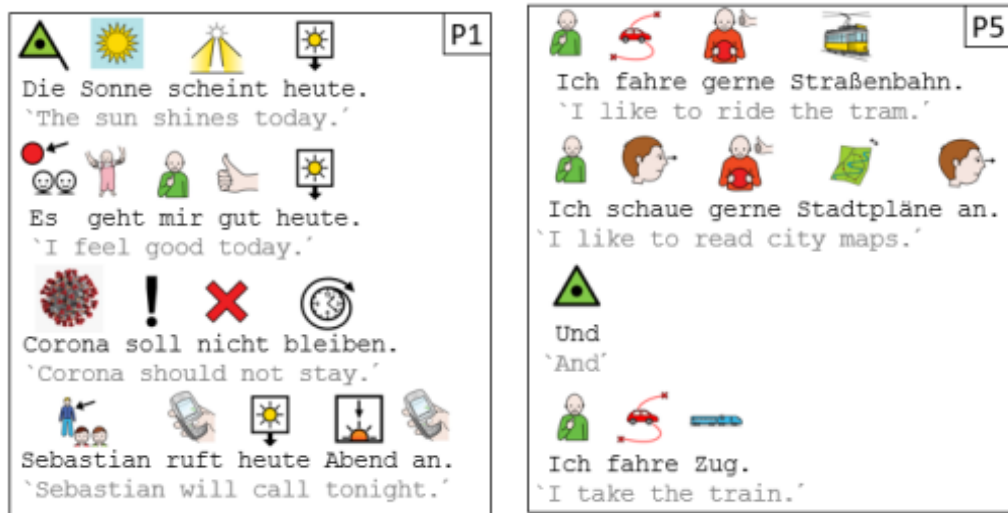 P1
Die Sonne scheint heute.
`The sun shines today.´
Es geht mir gut heute.
`I feel good today.´
Corona soll nicht bleiben.
`Corona should not stay.´
Sebastian ruft heute Abend an.
`Sebastian will call tonight.´
P5
Ich fahre gerne Straßenbahn.
`I like to ride the tram.´
Ich schaue gerne Stadtpläne an.
`I like to read city maps.´
Und
`And´
Ich fahre Zug.
`I take the train.´